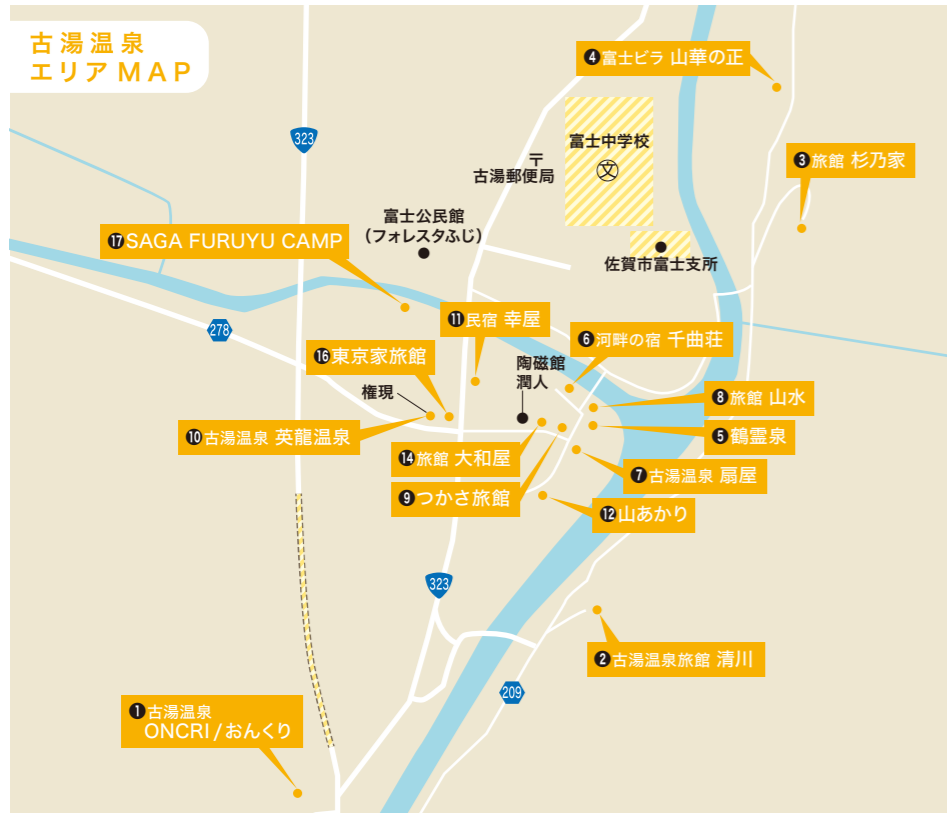 古湯温泉
エリアMAP
❹富士ビラ 山華の正
323
富士中学校
文
〒
古湯郵便局
❸旅館 杉乃家
富士公民館
(フォレスタふじ)
⓱SAGA FURUYU CAMP
佐賀市富士支所
278
⓫民宿 幸屋
❻河畔の宿 千曲荘
⓰東京家旅館
陶磁館
潤人
権現
❽旅館 山水
❿古湯温泉 英龍温泉
❺鶴霊泉
⓮旅館 大和屋
❼古湯温泉 扇屋
❾つかさ旅館
⓬山あかり
323
❷古湯温泉旅館 清川
209
❶古湯温泉
ONCRI/おんくり